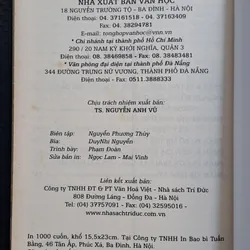 NHÀ XUẤT BẢN VĂN HỌC
18 NGUYỄN TRƯỜNG TỘ - BA ĐÌNH - HÀ NỘI
Điện thoại: 04. 37161518 - 04. 37163409
Fax: 04. 38294781
E-mail: tonghopvanhoc@vnn.vn
* Chi nhánh tại thành phố Hồ Chí Minh
290 / 20 NAM KỲ KHỞI NGHĨA, QUẬN 3
Điện thoại: 08. 38469858 - Fax: 08. 38483481
* Văn phòng đại diện tại thành phố Đà Nẵng
344 ĐƯỜNG TRƯNG NỮ VƯƠNG, THÀNH PHỐ ĐÀ NẴNG
Điện thoại - Fax: 0511. 3888333
Chịu trách nhiệm xuất bản:
TS. NGUYỄN ANH VŨ
Biên tập: Nguyễn Phương Thùy
Bìa: DuyNhi Nguyễn
Trình bày: Phạm Đoàn
Sửa bản in: Ngọc Lam - Mai Vinh
Liên kết xuất bản:
Công ty TNHH ĐT & PT Văn Hoá Việt - Nhà sách Trí Đức
808 Đường Láng - Đống Đa - Hà Nội
Tel: (04) 37757091 - Fax: (04) 32595016 -
www.nhasachtriduc.com
In 1000 cuốn, khổ 15.5x23cm. Tại Công ty TNHH In Bao bì Tuấn
Bằng, 46 Tân Ấp, Phúc Xá, Ba Đình, Hà Nội.